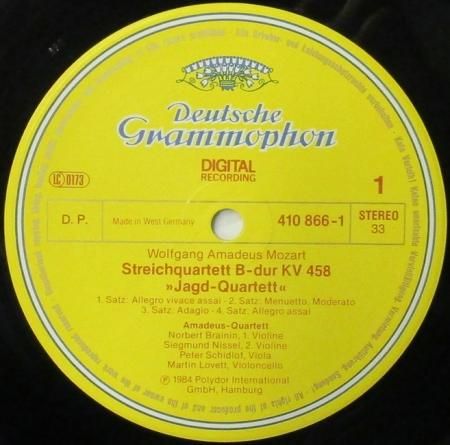 Deutsche
Grammophon
DIGITAL
RECORDING
LC 0173
1
D. P.
Made in West Germany
410 866-1
STEREO
33
Wolfgang Amadeus Mozart
Streichquartett B-dur KV 458
»Jagd-Quartett«
1. Satz: Allegro vivace assai · 2. Satz: Menuetto. Moderato
3. Satz: Adagio · 4. Satz: Allegro assai
Amadeus-Quartett
Norbert Brainin, 1. Violine
Siegmund Nissel, 2. Violine
Peter Schidlof, Viola
Martin Lovett, Violoncello
Ⓟ 1984 Polydor International
GmbH, Hamburg